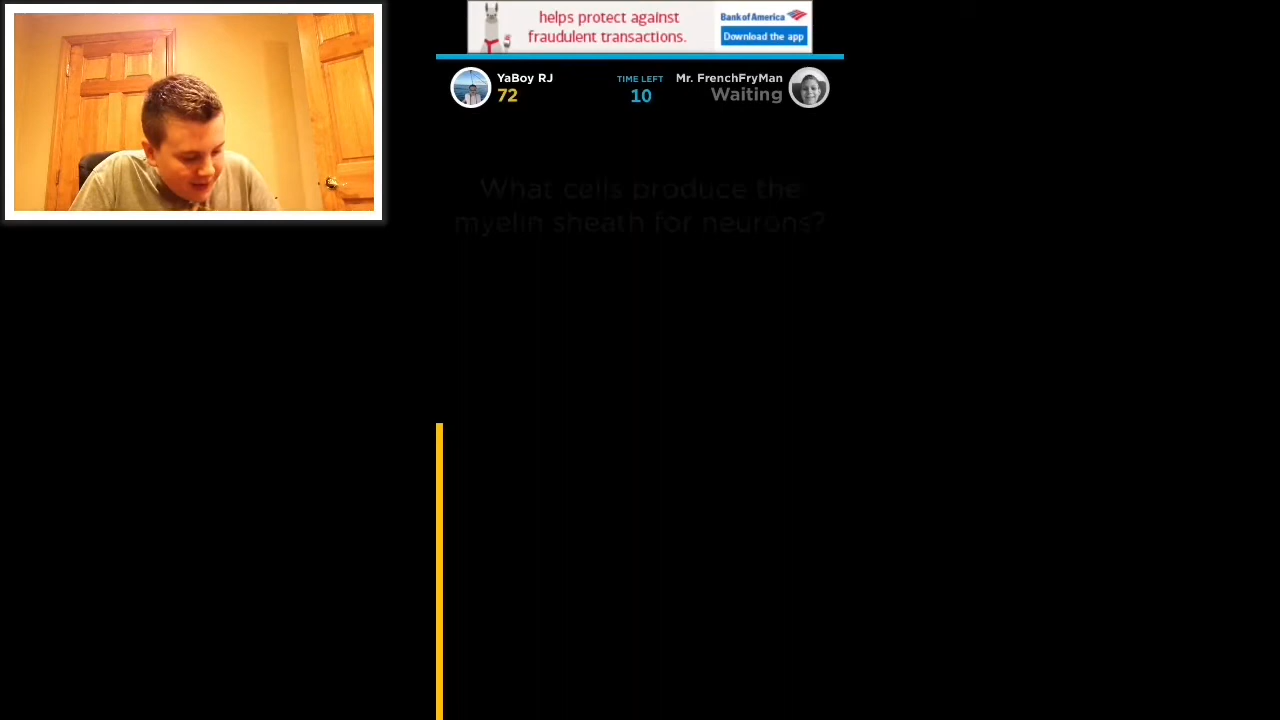 helps protect against
fraudulent transactions.
Bank of America
Download the app
YaBoy RJ
72
TIME LEFT
10
Mr. FrenchFryMan
Waiting
What cells produce the
myelin sheath for neurons?